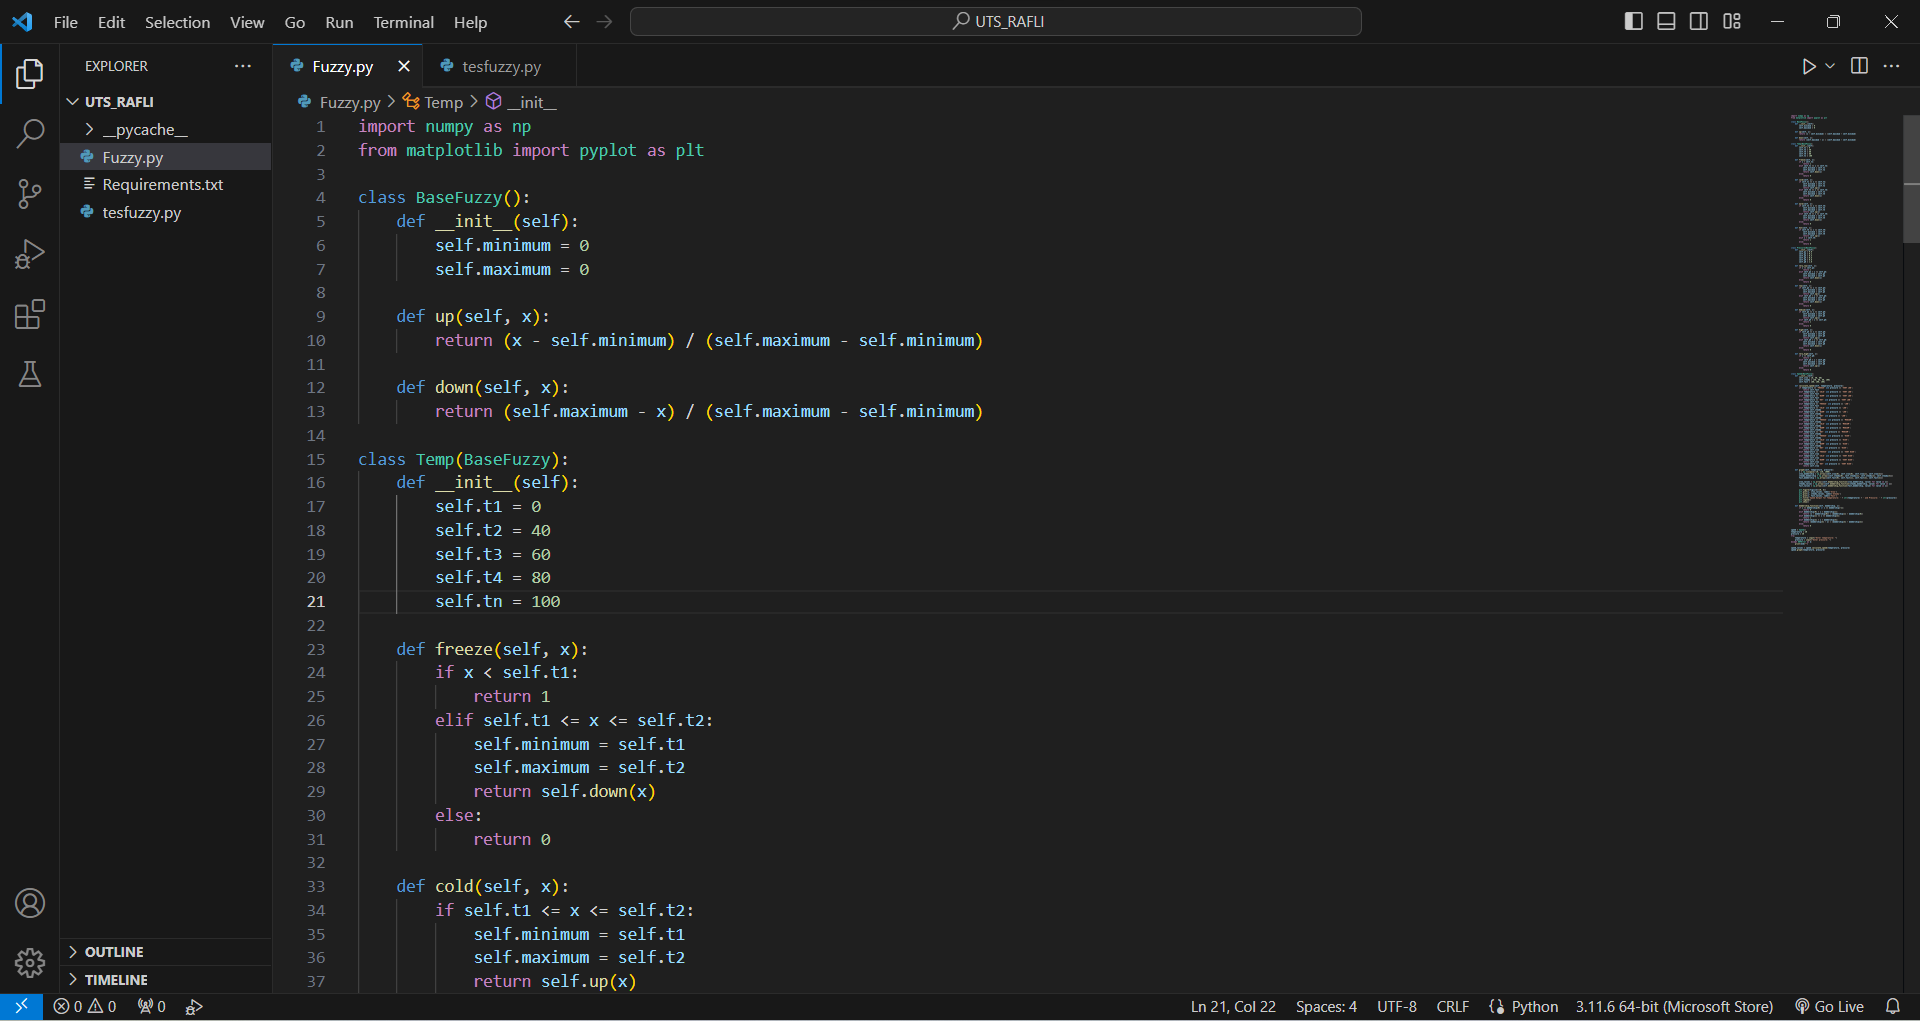 File Edit Selection View Go Run Terminal Help
UTS_RAFLI
EXPLORER
UTS_RAFLI
__pycache__
Fuzzy.py
Requirements.txt
tesfuzzy.py
OUTLINE
TIMELINE
Fuzzy.py
tesfuzzy.py
Fuzzy.py > Temp > __init__
1 import numpy as np
2 from matplotlib import pyplot as plt
3
4 class BaseFuzzy():
5     def __init__(self):
6         self.minimum = 0
7         self.maximum = 0
8
9     def up(self, x):
10         return (x - self.minimum) / (self.maximum - self.minimum)
11
12     def down(self, x):
13         return (self.maximum - x) / (self.maximum - self.minimum)
14
15 class Temp(BaseFuzzy):
16     def __init__(self):
17         self.t1 = 0
18         self.t2 = 40
19         self.t3 = 60
20         self.t4 = 80
21         self.tn = 100
22
23     def freeze(self, x):
24         if x < self.t1:
25             return 1
26         elif self.t1 <= x <= self.t2:
27             self.minimum = self.t1
28             self.maximum = self.t2
29             return self.down(x)
30         else:
31             return 0
32
33     def cold(self, x):
34         if self.t1 <= x <= self.t2:
35             self.minimum = self.t1
36             self.maximum = self.t2
37             return self.up(x)
0 0 0 Ln 21, Col 22 Spaces: 4 UTF-8 CRLF Python 3.11.6 64-bit (Microsoft Store) Go Live